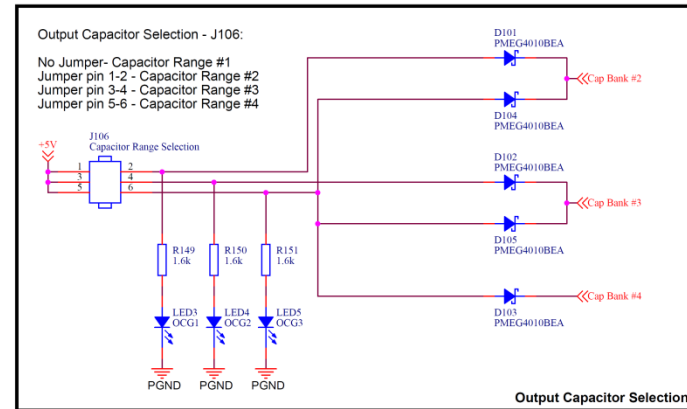 Output Capacitor Selection - J106:
No Jumper- Capacitor Range #1
Jumper pin 1-2 - Capacitor Range #2
Jumper pin 3-4 - Capacitor Range #3
Jumper pin 5-6 - Capacitor Range #4
D101
PMEG4010BEA
Cap Bank #2
D104
PMEG4010BEA
J106
Capacitor Range Selection
+5V
1 2
3 4
5 6
D102
PMEG4010BEA
Cap Bank #3
D105
PMEG4010BEA
R149
1.6k
R150
1.6k
R151
1.6k
Cap Bank #4
D103
PMEG4010BEA
LED3
OCG1
LED4
OCG2
LED5
OCG3
PGND PGND PGND
Output Capacitor Selection